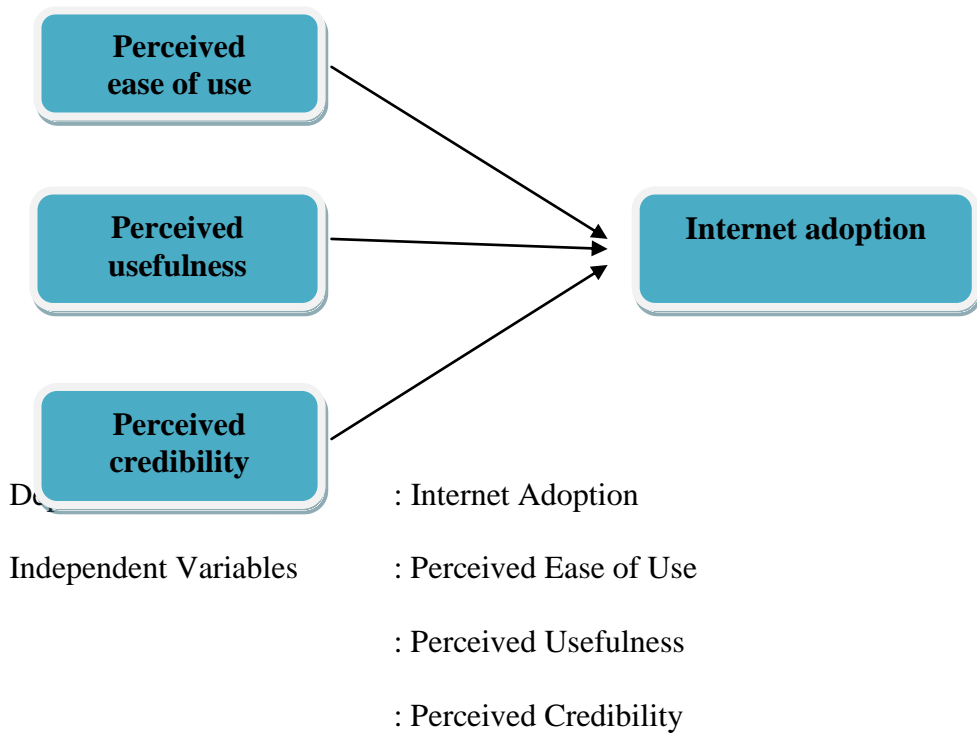 Perceived
ease of use
Perceived
usefulness
Internet adoption
Perceived
credibility
: Internet Adoption
Independent Variables : Perceived Ease of Use
: Perceived Usefulness
: Perceived Credibility